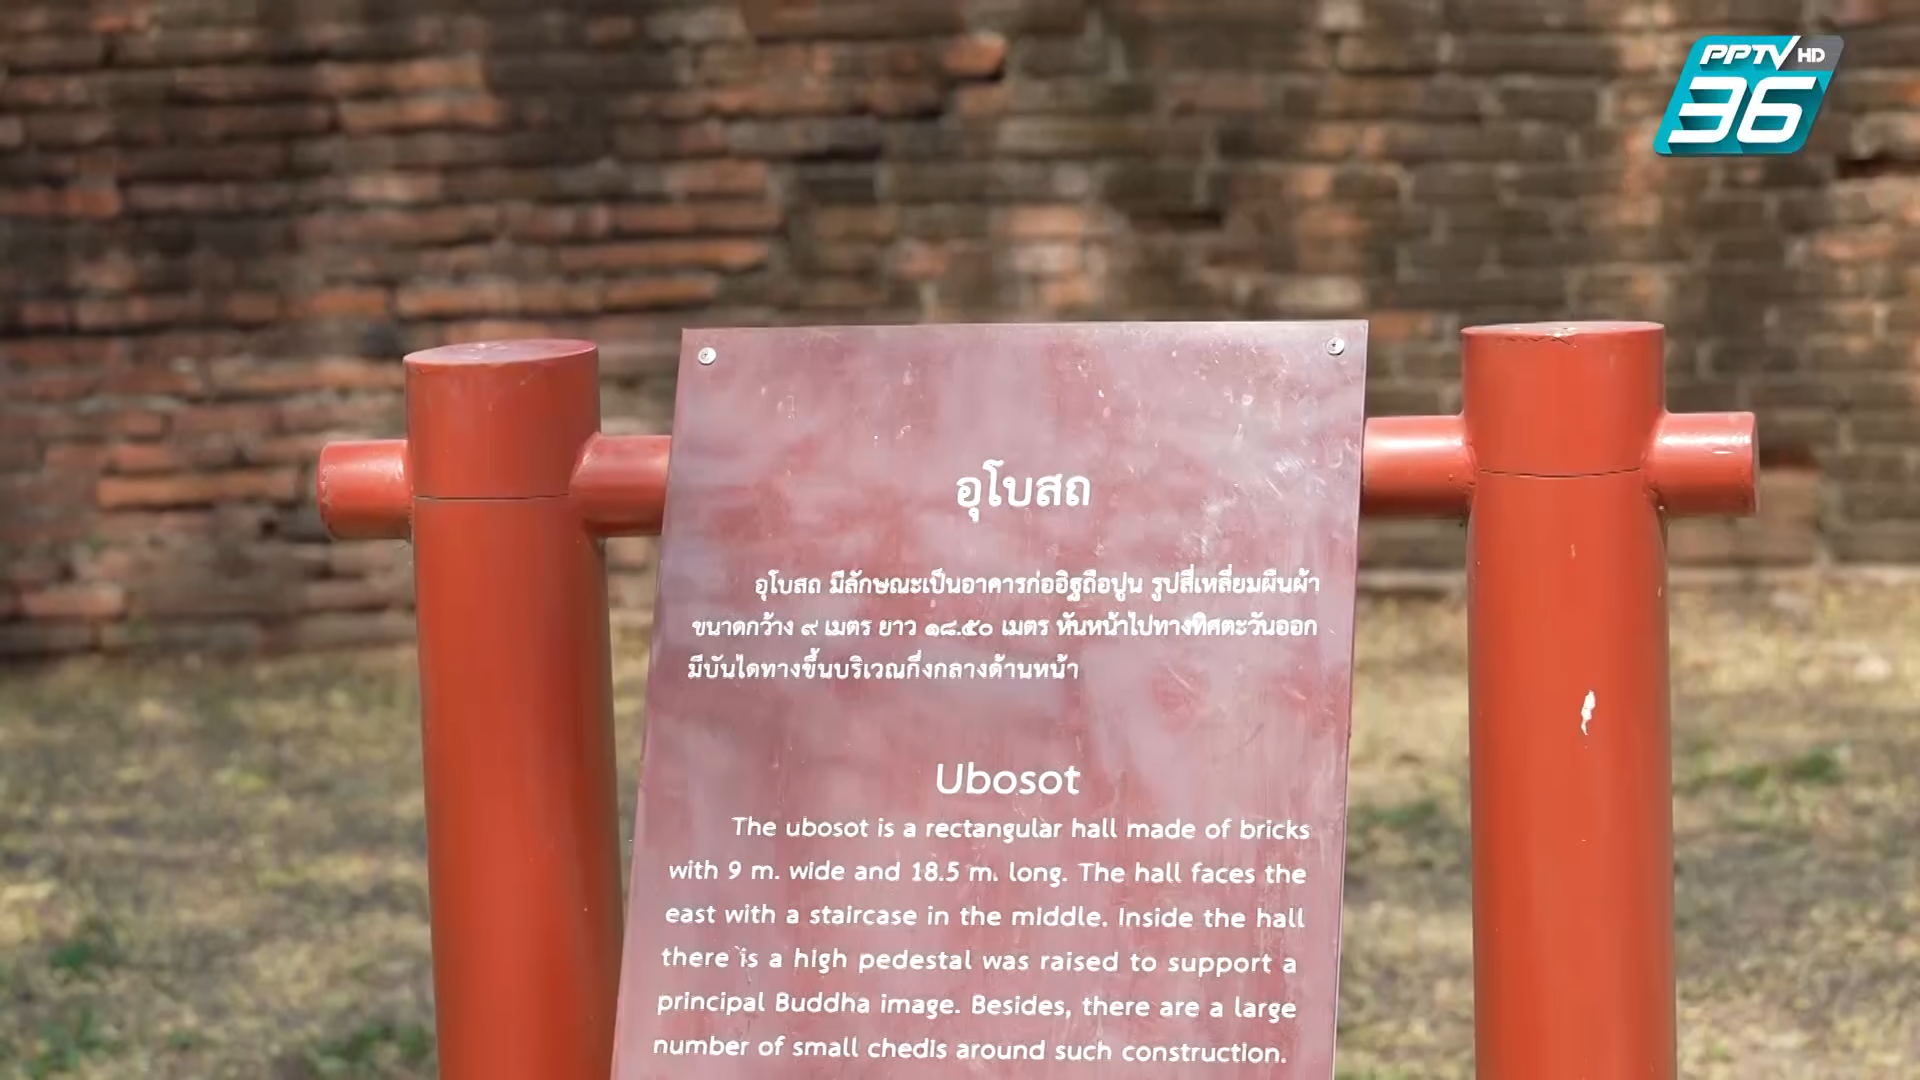 PPTV HD
36
อุโบสถ
อุโบสถ มีลักษณะเป็นอาคารก่ออิฐถือปูน รูปสี่เหลี่ยมผืนผ้า
ขนาดกว้าง ๙ เมตร ยาว ๑๘.๕๐ เมตร หันหน้าไปทางทิศตะวันออก
มีบันไดทางขึ้นบริเวณกึ่งกลางด้านหน้า
Ubosot
The ubosot is a rectangular hall made of bricks
with 9 m. wide and 18.5 m. long. The hall faces the
east with a staircase in the middle. Inside the hall
there is a high pedestal was raised to support a
principal Buddha image. Besides, there are a large
number of small chedis around such construction.